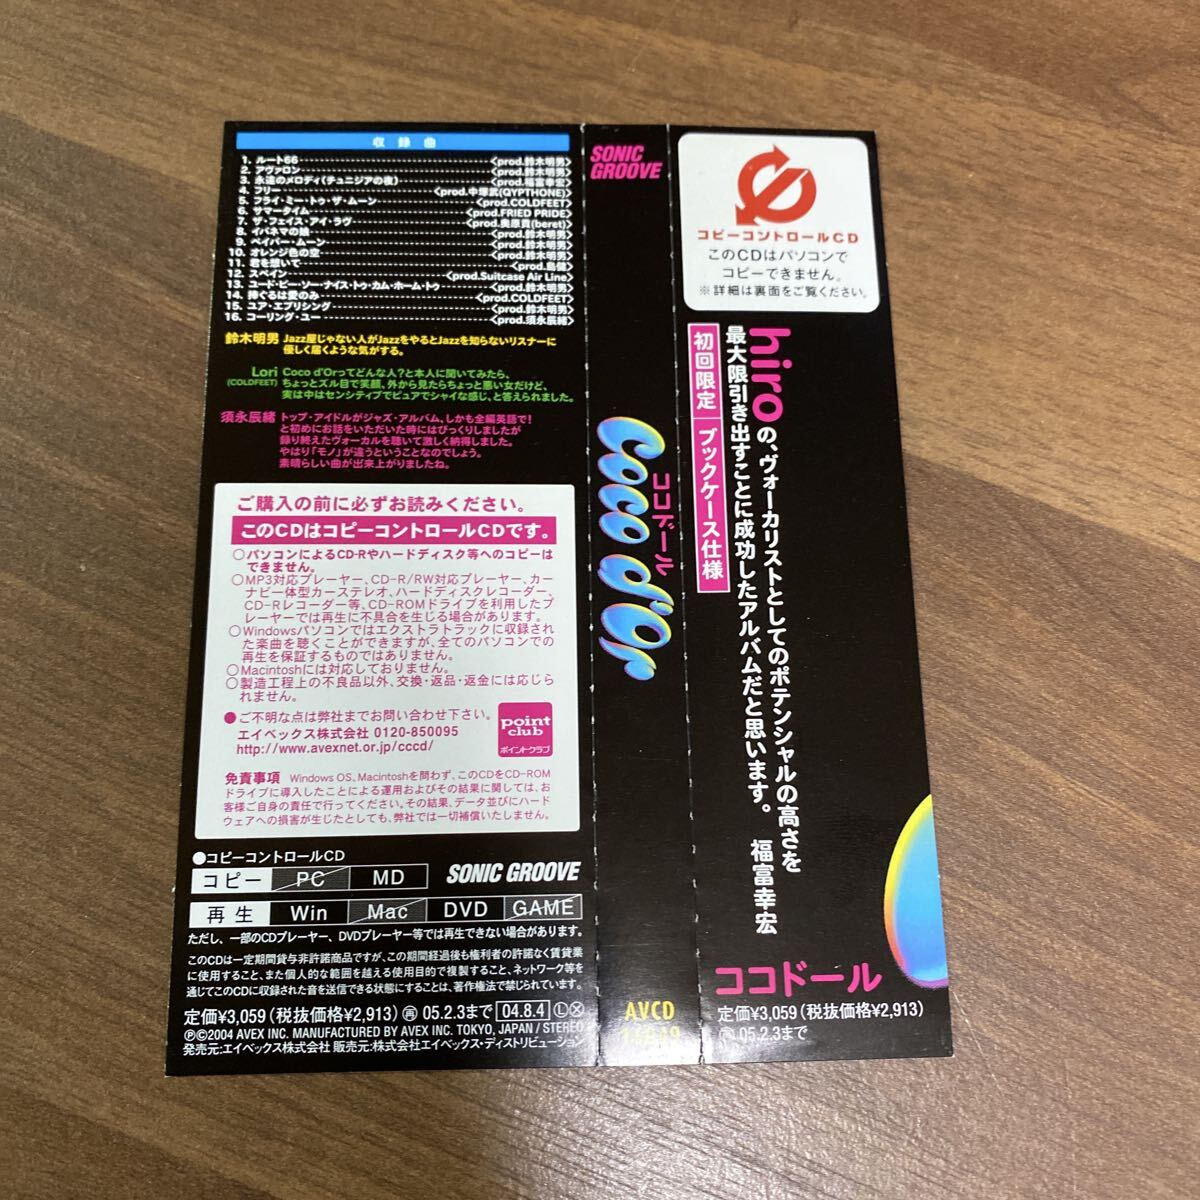 収録曲
1. ルート66 <prod.鈴木明男>
2. アヴァロン <prod.鈴木明男>
3. 永遠のメロディ(チュニジアの夜) <prod.福富幸宏>
4. フリー <prod.中塚武(QYPTHONE)>
5. フライ・ミー・トゥ・ザ・ムーン <prod.COLDFEET>
6. サマータイム <prod.FRIED PRIDE>
7. ザ・フェイス・アイ・ラヴ <prod.奥原貢(beret)>
8. イパネマの娘 <prod.鈴木明男>
9. ペイパー・ムーン <prod.鈴木明男>
10. オレンジ色の空 <prod.鈴木明男>
11. 君を想いて <prod.島健>
12. スペイン <prod.Suitcase Air Line>
13. ユード・ビー・ソー・ナイス・トゥ・カム・ホーム・トゥ <prod.鈴木明男>
14. 捧ぐるは愛のみ <prod.COLDFEET>
15. ユア・エブリシング <prod.鈴木明男>
16. コーリング・ユー <prod.須永辰緒>
鈴木明男 Jazz屋じゃない人がJazzをやるとJazzを知らないリスナーに
優しく届くような気がする。
Lori (COLDFEET) Coco d'Orってどんな人?と本人に聞いてみたら、
ちょっとズル目で笑顔、外から見たらちょっと悪い女だけど、
実は中はセンシティブでピュアでシャイな感じ、と答えられました。
須永辰緒 トップ・アイドルがジャズ・アルバム、しかも全編英語で!
と初めにお話をいただいた時にはびっくりしましたが
録り終えたヴォーカルを聴いて激しく納得しました。
やはり「モノ」が違うということなのでしょう。
素晴らしい曲が出来上がりましたね。
ご購入の前に必ずお読みください。
このCDはコピーコントロールCDです。
○パソコンによるCD-Rやハードディスク等へのコピーは
できません。
○MP3対応プレーヤー、CD-R/RW対応プレーヤー、カー
ナビ一体型カーステレオ、ハードディスクレコーダー、
CD-Rレコーダー等、CD-ROMドライブを利用したプ
レーヤーでは再生に不具合を生じる場合があります。
○Windowsパソコンではエクストラトラックに収録され
た楽曲を聴くことができますが、全てのパソコンでの
再生を保証するものではありません。
○Macintoshには対応しておりません。
○製造工程上の不良品以外、交換・返品・返金には応じら
れません。
●ご不明な点は弊社までお問い合わせ下さい。
エイベックス株式会社 0120-850095
http://www.avexnet.or.jp/cccd/
point
club
ポイントクラブ
免責事項 Windows OS、Macintoshを問わず、このCDをCD-ROM
ドライブに導入したことによる運用およびその結果に関しては、お
客様ご自身の責任で行ってください。その結果、データ並びにハード
ウェアへの損害が生じたとしても、弊社では一切補償いたしません。
●コピーコントロールCD
コピー PC MD SONIC GROOVE
再生 Win Mac DVD GAME
ただし、一部のCDプレーヤー、DVDプレーヤー等では再生できない場合があります。
このCDは一定期間貸与非許諾商品ですが、この期間経過後も権利者の許諾なく賃貸業
に使用すること、また個人的な範囲を越える使用目的で複製すること、ネットワーク等を
通じてこのCDに収録された音を送信できる状態にすることは、著作権法で禁じられています。
定価¥3,059(税抜価格¥2,913) 再 05.2.3まで 04.8.4 Ⓛ
Ⓟ©2004 AVEX INC. MANUFACTURED BY AVEX INC. TOKYO, JAPAN / STEREO
発売元:エイベックス株式会社 販売元:株式会社エイベックス・ディストリビューション
SONIC
GROOVE
coco d'Or
ココドール
AVCD
コピーコントロールCD
このCDはパソコンで
コピーできません。
※詳細は裏面をご覧ください。
hiroの、ヴォーカリストとしてのポテンシャルの高さを
最大限引き出すことに成功したアルバムだと思います。 福富幸宏
初回限定 ブックケース仕様
ココドール
定価¥3,059(税抜価格¥2,913)
再 05.2.3まで